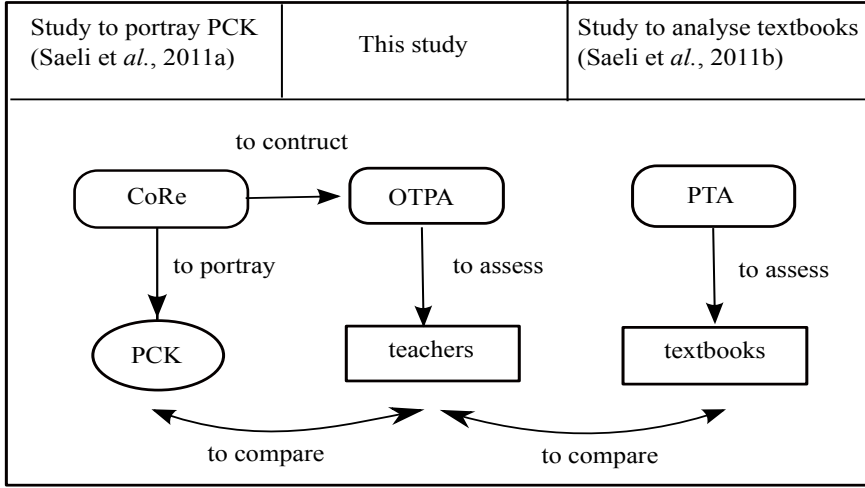 Study to portray PCK
(Saeli et al., 2011a)
This study
Study to analyse textbooks
(Saeli et al., 2011b)
to contruct
CoRe
OTPA
PTA
to portray
to assess
to assess
PCK
teachers
textbooks
to compare
to compare